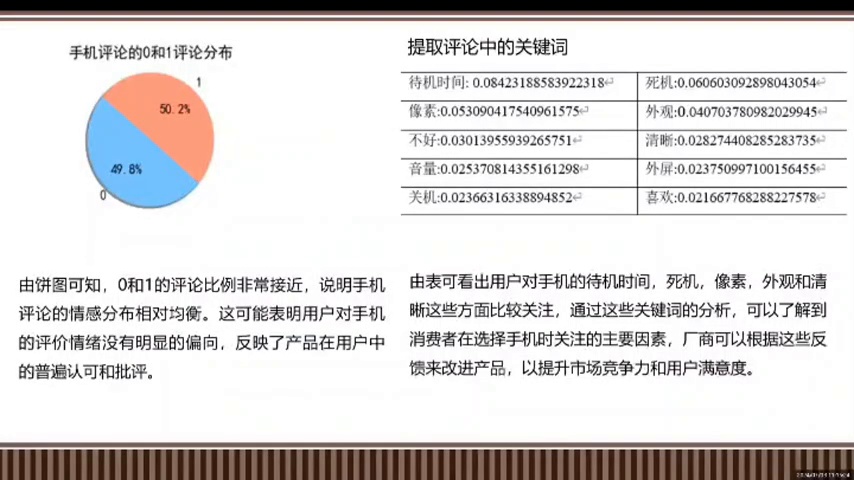 手机评论的0和1评论分布
1
50.2%
49.8%
0
由饼图可知，0和1的评论比例非常接近，说明手机
评论的情感分布相对均衡。这可能表明用户对手机
的评价情绪没有明显的偏向，反映了产品在用户中
的普遍认可和批评。
提取评论中的关键词
待机时间: 0.08423188583922318 死机:0.060603092898043054
像素:0.053090417540961575 外观:0.040703780982029945
不好:0.03013955939265751 清晰:0.028274408285283735
音量:0.025370814355161298 外屏:0.023750997100156455
关机:0.02366316338894852 喜欢:0.021667768288227578
由表可看出用户对手机的待机时间，死机，像素，外观和清
晰这些方面比较关注，通过这些关键词的分析，可以了解到
消费者在选择手机时关注的主要因素，厂商可以根据这些反
馈来改进产品，以提升市场竞争力和用户满意度。